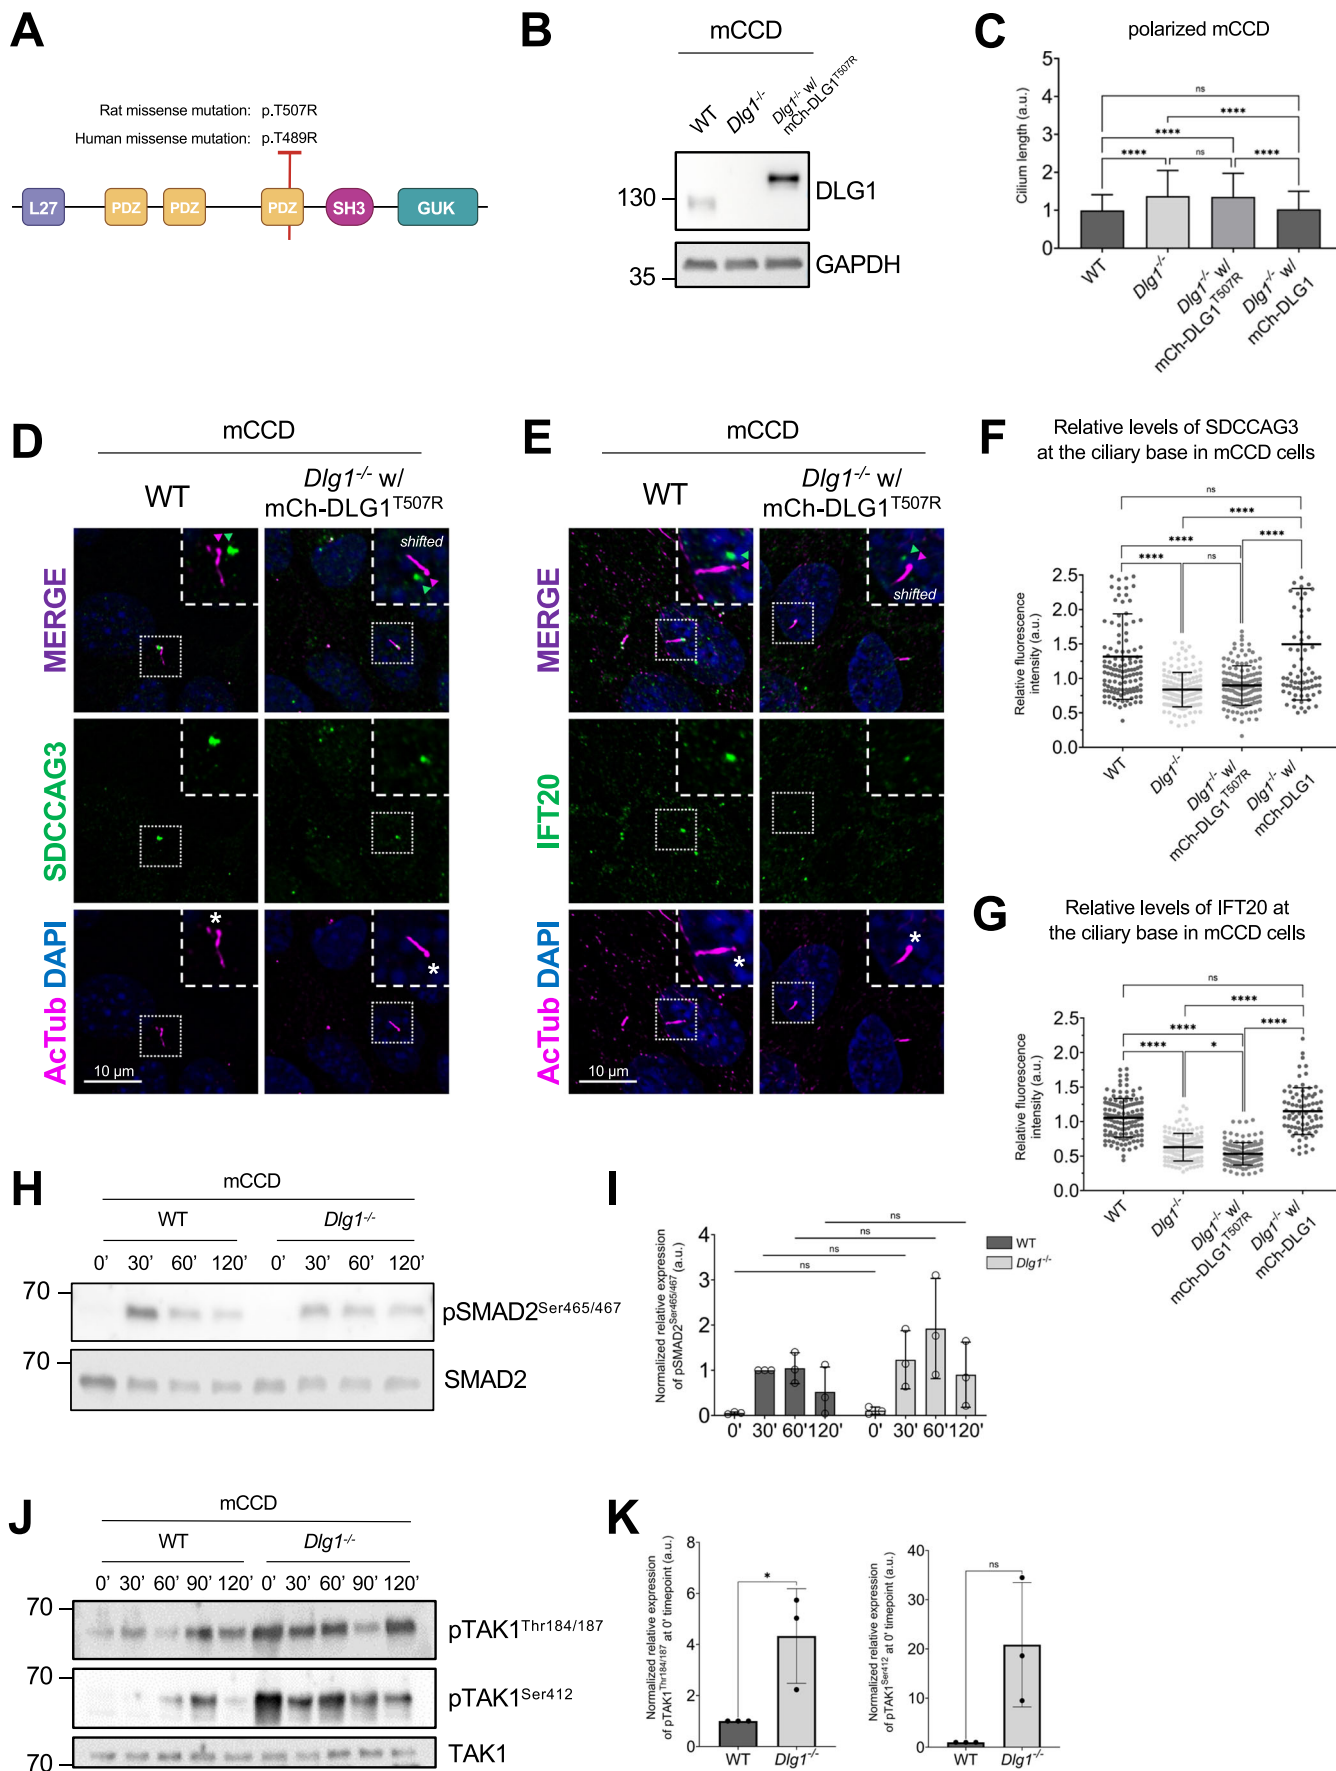 A
Rat missense mutation: p.T507R
Human missense mutation: p.T489R
L27
PDZ
PDZ
PDZ
SH3
GUK
B
mCCD
WT
Dlg1-/-
Dlg1-/- w/
mCh-DLG1T507R
130
DLG1
35
GAPDH
C
polarized mCCD
Cilium length (a.u.)
5
4
3
2
1
0
ns
****
****
****
ns
****
WT
Dlg1-/-
Dlg1-/- w/
mCh-DLG1T507R
Dlg1-/- w/
mCh-DLG1
D
mCCD
WT
Dlg1-/- w/
mCh-DLG1T507R
MERGE
shifted
SDCCAG3
AcTub DAPI
*
*
10 µm
E
mCCD
WT
Dlg1-/- w/
mCh-DLG1T507R
MERGE
shifted
IFT20
AcTub DAPI
*
*
10 µm
F
Relative levels of SDCCAG3
at the ciliary base in mCCD cells
Relative fluorescence
intensity (a.u.)
2.5
2.0
1.5
1.0
0.5
0.0
ns
****
****
****
****
ns
WT
Dlg1-/-
Dlg1-/- w/
mCh-DLG1T507R
Dlg1-/- w/
mCh-DLG1
G
Relative levels of IFT20 at
the ciliary base in mCCD cells
Relative fluorescence
intensity (a.u.)
2.5
2.0
1.5
1.0
0.5
0.0
ns
****
****
****
****
*
WT
Dlg1-/-
Dlg1-/- w/
mCh-DLG1T507R
Dlg1-/- w/
mCh-DLG1
H
mCCD
WT
Dlg1-/-
0' 30' 60' 120' 0' 30' 60' 120'
70
pSMAD2Ser465/467
70
SMAD2
I
Normalized relative expression
of pSMAD2Ser465/467 (a.u.)
4
3
2
1
0
ns
ns
ns
ns
WT
Dlg1-/-
0' 30' 60' 120' 0' 30' 60' 120'
J
mCCD
WT
Dlg1-/-
0' 30' 60' 90' 120' 0' 30' 60' 90' 120'
70
pTAK1Thr184/187
70
pTAK1Ser412
70
TAK1
K
Normalized relative expression
of pTAK1Thr184/187 at 0' timepoint (a.u.)
8
6
4
2
0
*
WT
Dlg1-/-
Normalized relative expression
of pTAK1Ser412 at 0' timepoint (a.u.)
40
30
20
10
0
ns
WT
Dlg1-/-